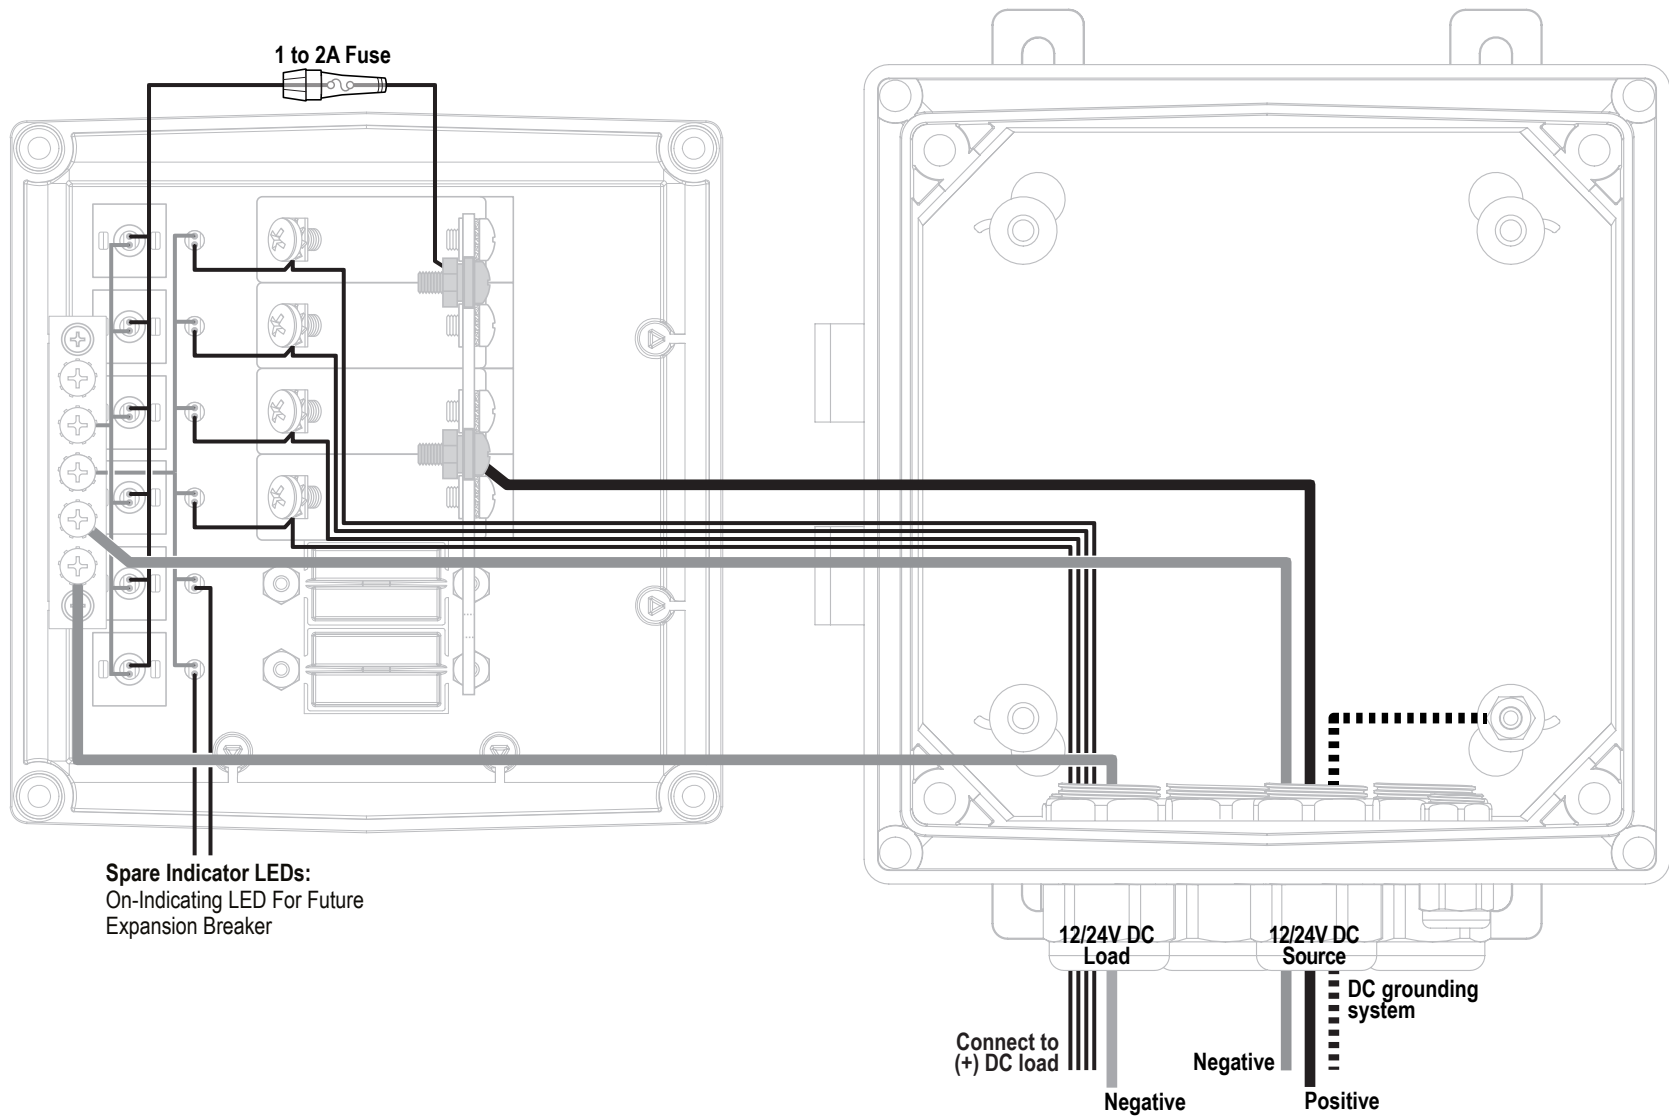 1 to 2A Fuse
Spare Indicator LEDs:
On-Indicating LED For Future
Expansion Breaker
12/24V DC
Load
12/24V DC
Source
DC grounding
system
Connect to
(+) DC load
Negative
Negative
Positive